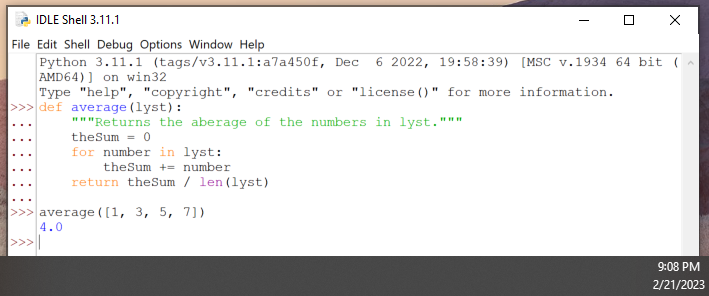 IDLE Shell 3.11.1
File Edit Shell Debug Options Window Help
Python 3.11.1 (tags/v3.11.1:a7a450f, Dec  6 2022, 19:58:39) [MSC v.1934 64 bit (
AMD64)] on win32
Type "help", "copyright", "credits" or "license()" for more information.
>>> def average(lyst):
...     """Returns the aberage of the numbers in lyst."""
...     theSum = 0
...     for number in lyst:
...         theSum += number
...     return theSum / len(lyst)
...
>>> average([1, 3, 5, 7])
4.0
>>>
9:08 PM
2/21/2023